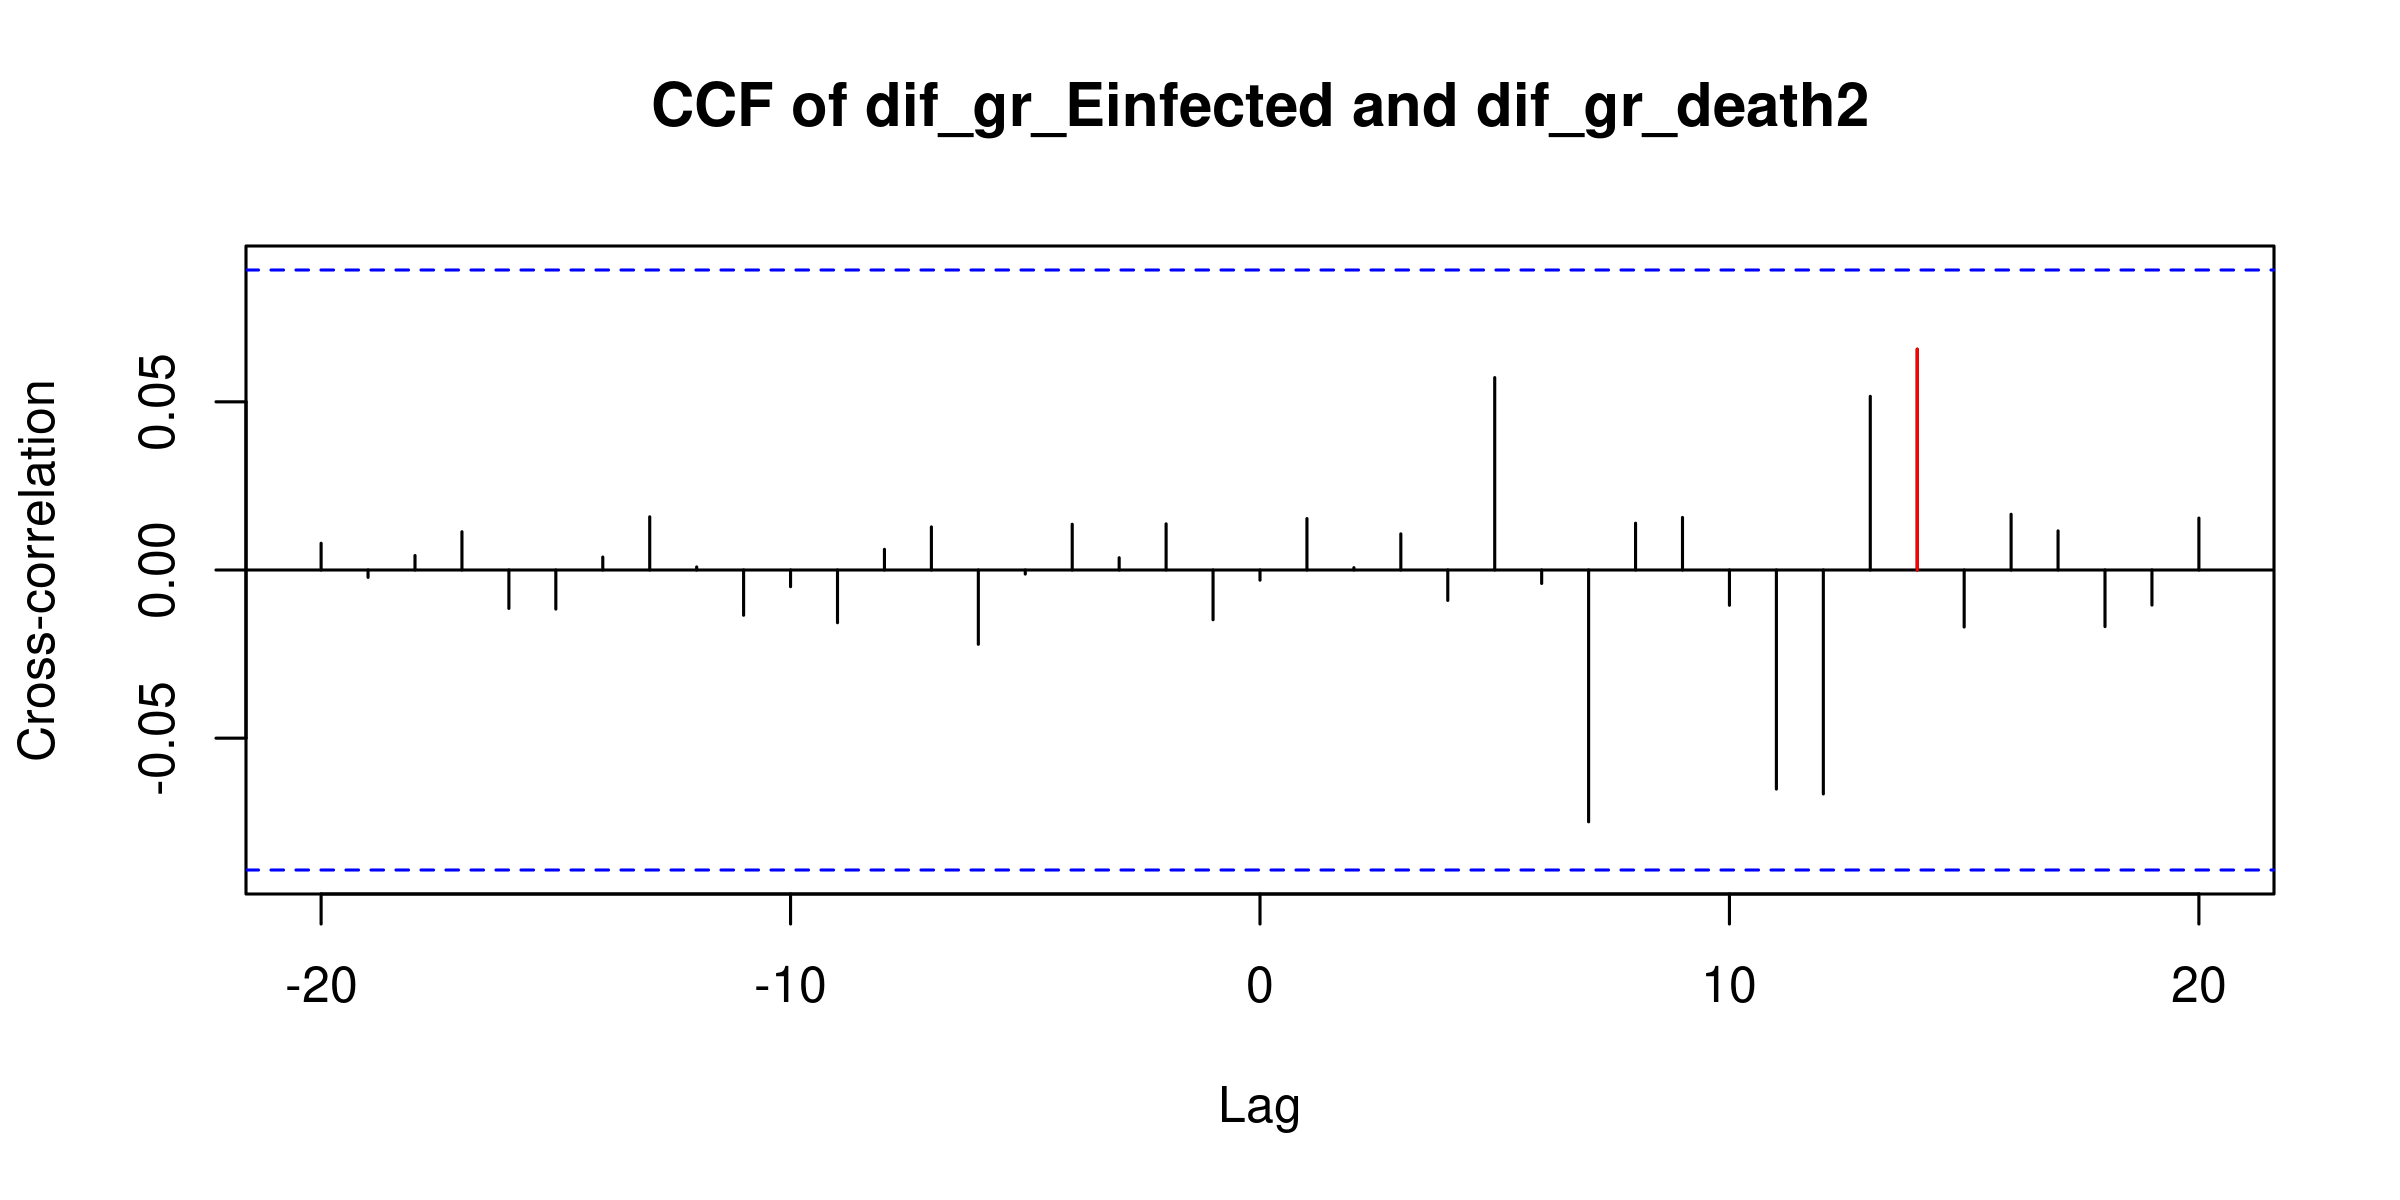 CCF of dif_gr_Einfected and dif_gr_death2
Cross-correlation
0.05
0.00
-0.05
-20 -10 0 10 20
Lag